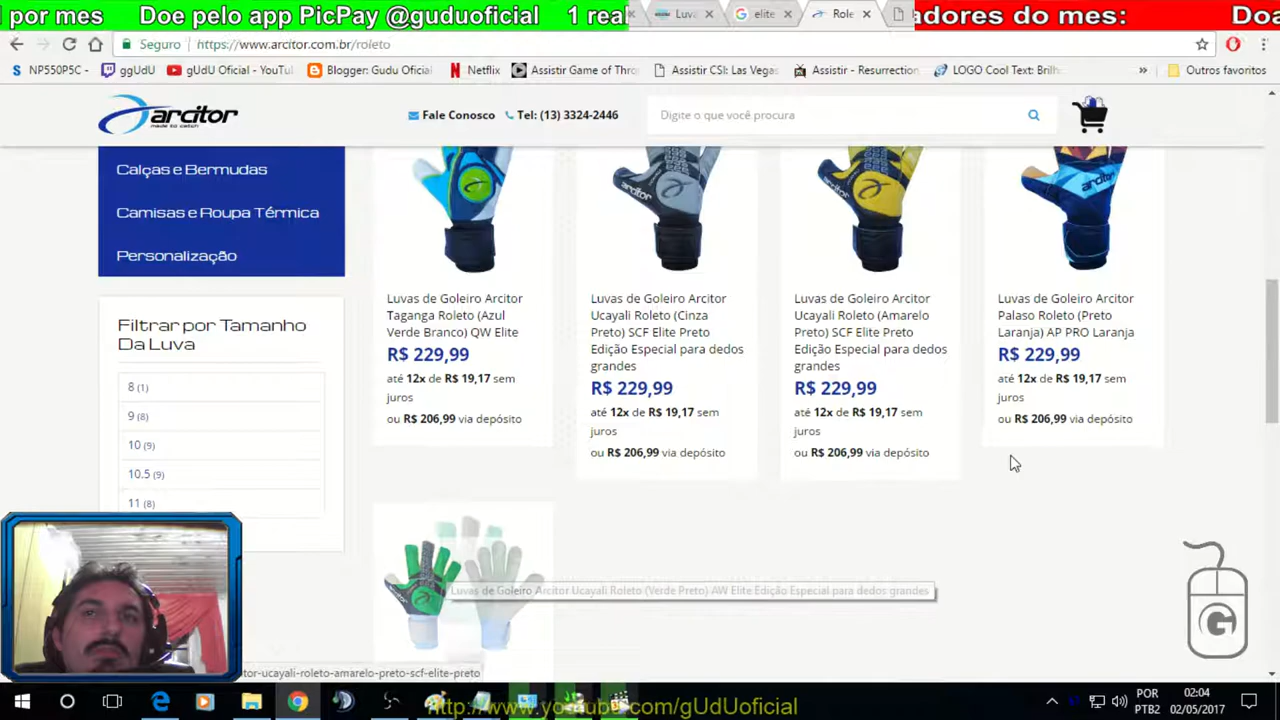 l por mes Doe pelo app PicPay @guduoficial 1 real
adores do mes: Doa
Luva
elite
Role
Seguro https://www.arcitor.com.br/roleto
NP550P5C -
ggUdU
gUdU Oficial - YouTu
Blogger: Gudu Oficial
Netflix
Assistir Game of Thro
Assistir CSI: Las Vegas
Assistir - Resurrection
LOGO Cool Text: Brilh
»
Outros favoritos
arcitor
made to catch
Fale Conosco
Tel: (13) 3324-2446
Digite o que você procura
Calças e Bermudas
Camisas e Roupa Térmica
Personalização
Filtrar por Tamanho
Da Luva
8 (1)
9 (8)
10 (9)
10.5 (9)
11 (8)
Luvas de Goleiro Arcitor
Taganga Roleto (Azul
Verde Branco) QW Elite
R$ 229,99
até 12x de R$ 19,17 sem
juros
ou R$ 206,99 via depósito
Luvas de Goleiro Arcitor
Ucayali Roleto (Cinza
Preto) SCF Elite Preto
Edição Especial para dedos
grandes
R$ 229,99
até 12x de R$ 19,17 sem
juros
ou R$ 206,99 via depósito
Luvas de Goleiro Arcitor
Ucayali Roleto (Amarelo
Preto) SCF Elite Preto
Edição Especial para dedos
grandes
R$ 229,99
até 12x de R$ 19,17 sem
juros
ou R$ 206,99 via depósito
Luvas de Goleiro Arcitor
Palaso Roleto (Preto
Laranja) AP PRO Laranja
R$ 229,99
até 12x de R$ 19,17 sem
juros
ou R$ 206,99 via depósito
Luvas de Goleiro Arcitor Ucayali Roleto (Verde Preto) AW Elite Edição Especial para dedos grandes
tor-ucayali-roleto-amarelo-preto-scf-elite-preto
G
http://www.youtube.com/gUdUoficial
POR
PTB2
02:04
02/05/2017